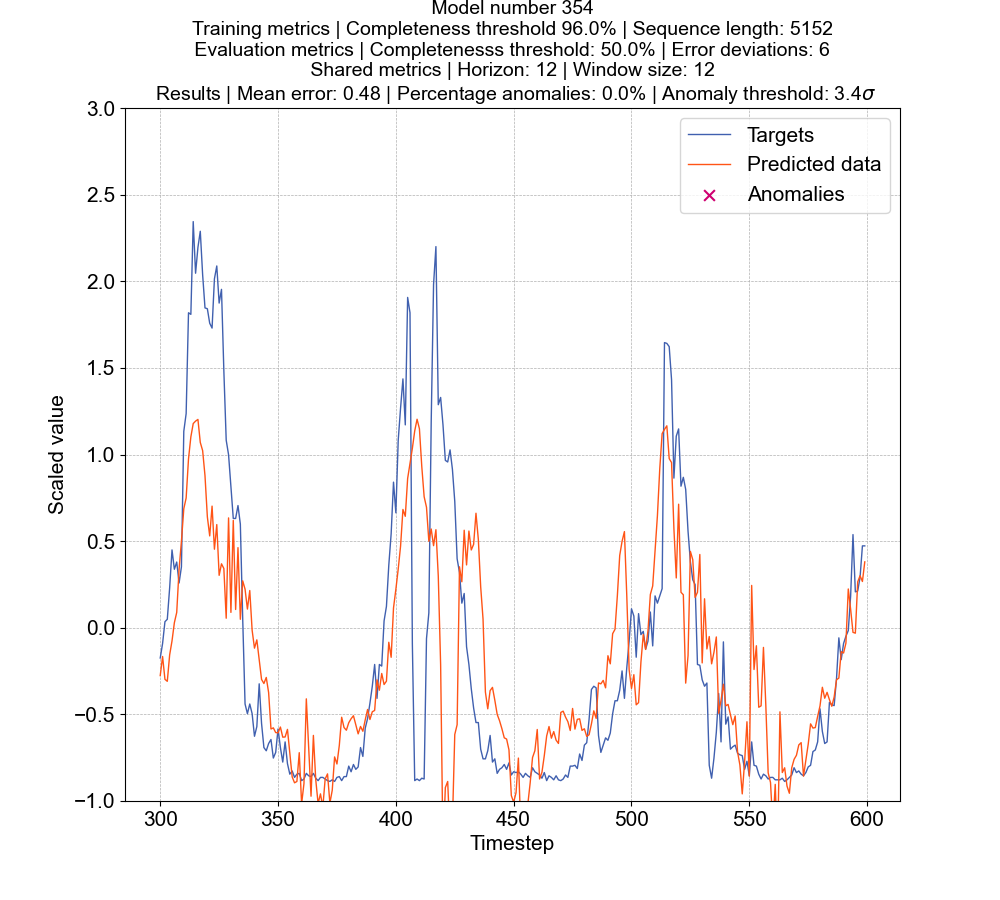 Model number 354
Training metrics | Completeness threshold 96.0% | Sequence length: 5152
Evaluation metrics | Completenesss threshold: 50.0% | Error deviations: 6
Shared metrics | Horizon: 12 | Window size: 12
Results | Mean error: 0.48 | Percentage anomalies: 0.0% | Anomaly threshold: 3.4σ
Targets
Predicted data
Anomalies
Scaled value
3.0
2.5
2.0
1.5
1.0
0.5
0.0
−0.5
−1.0
300 350 400 450 500 550 600
Timestep